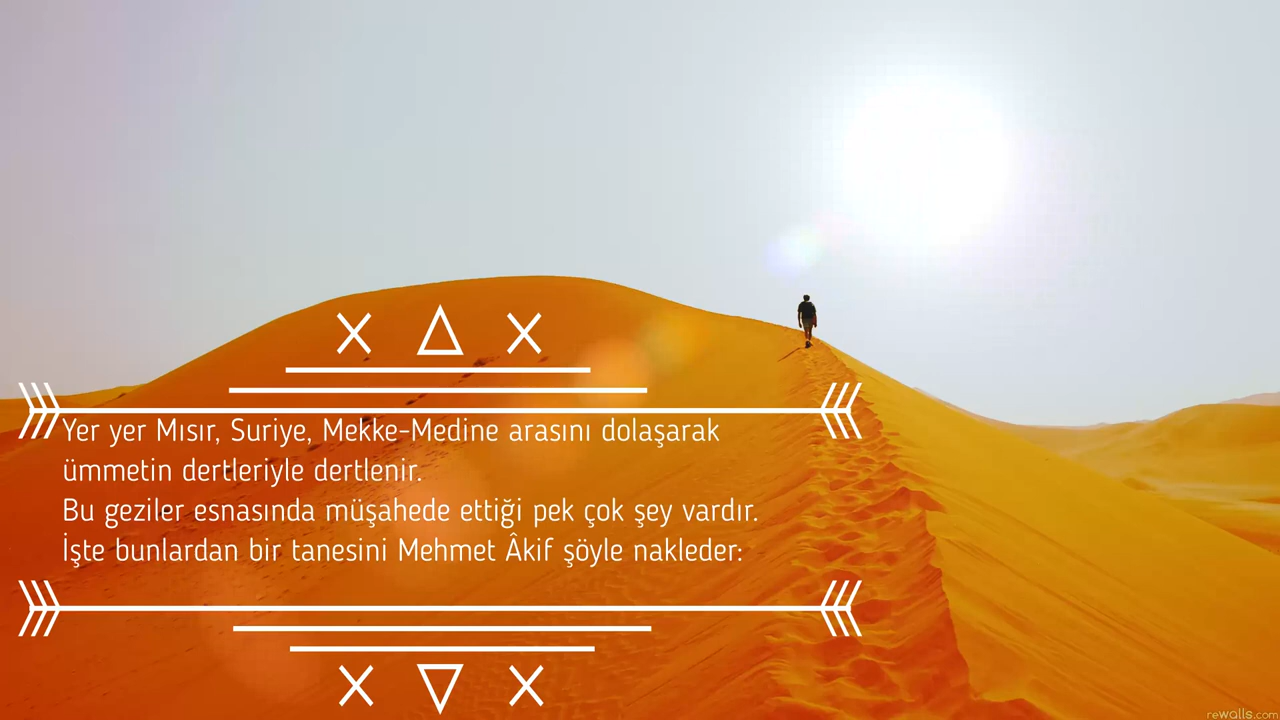 Yer yer Mısır, Suriye, Mekke-Medine arasını dolaşarak
ümmetin dertleriyle dertlenir.
Bu geziler esnasında müşahede ettiği pek çok şey vardır.
İşte bunlardan bir tanesini Mehmet Âkif şöyle nakleder:
rewalls.com